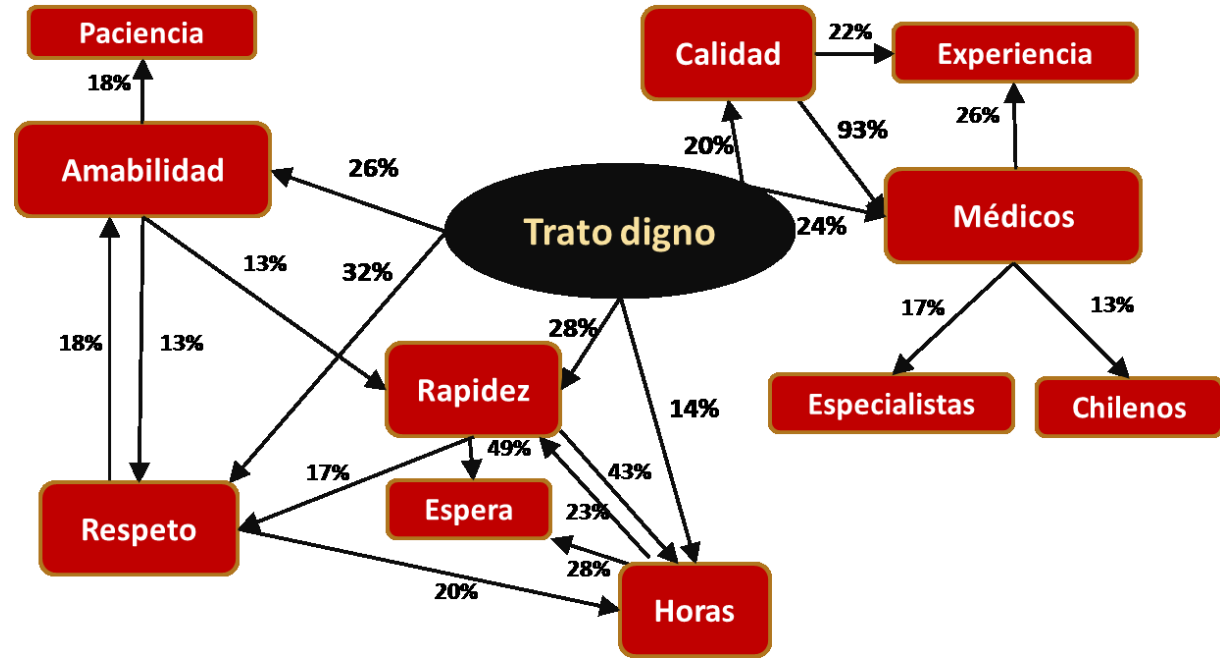 Paciencia
Calidad
22%
Experiencia
18%
26%
93%
20%
Amabilidad
26%
Médicos
Trato digno
24%
13%
32%
28%
17%
13%
18%
13%
Rapidez
14%
Especialistas
Chilenos
49%
17%
43%
Espera
23%
Respeto
28%
20%
Horas